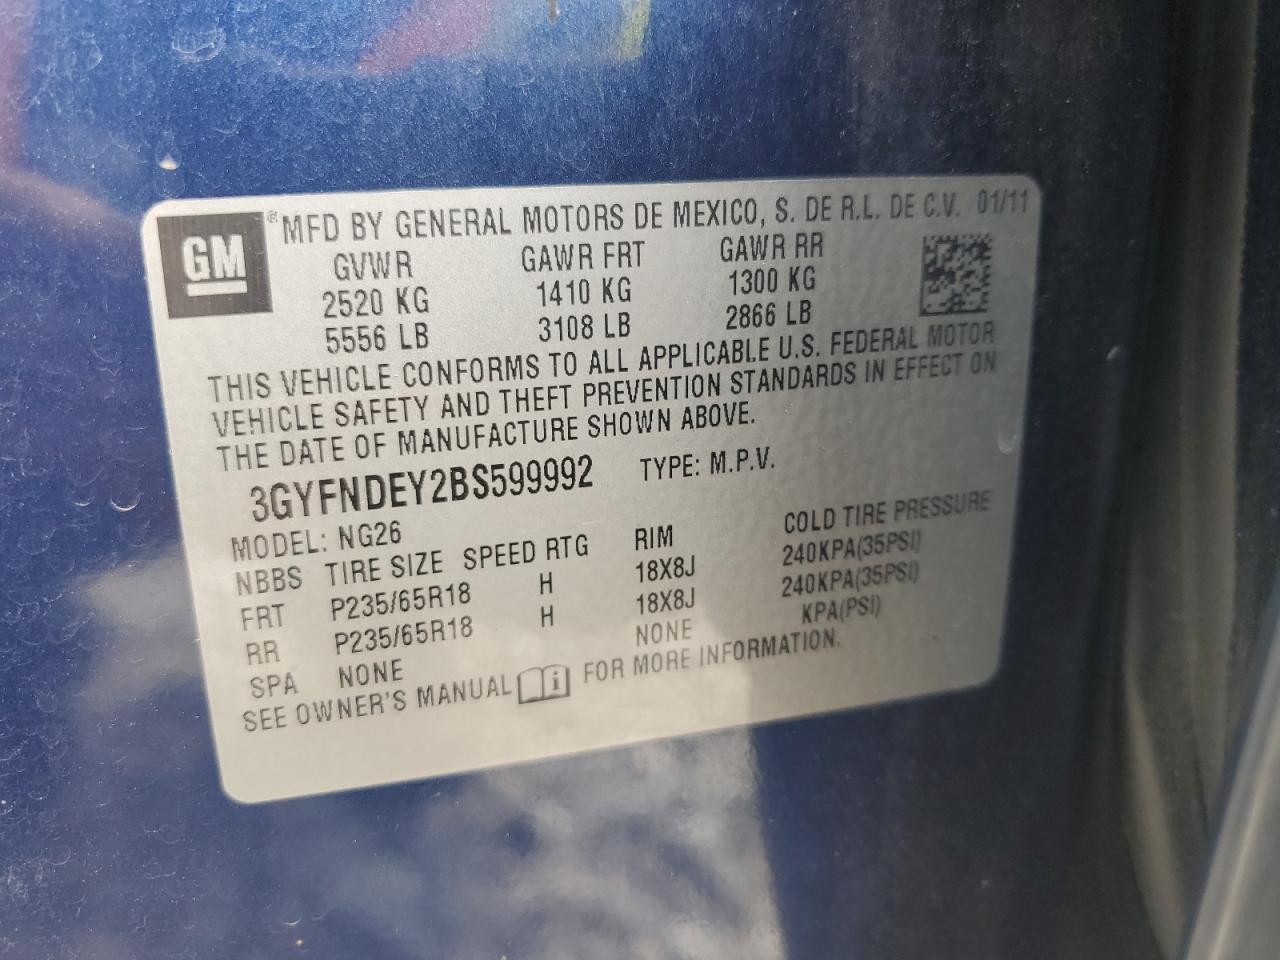 GM ® MFD BY GENERAL MOTORS DE MEXICO, S. DE R.L. DE C.V. 01/11
GVWR GAWR FRT GAWR RR
2520 KG 1410 KG 1300 KG
5556 LB 3108 LB 2866 LB
THIS VEHICLE CONFORMS TO ALL APPLICABLE U.S. FEDERAL MOTOR
VEHICLE SAFETY AND THEFT PREVENTION STANDARDS IN EFFECT ON
THE DATE OF MANUFACTURE SHOWN ABOVE.
3GYFNDEY2BS599992 TYPE: M.P.V.
MODEL: NG26
NBBS TIRE SIZE SPEED RTG RIM COLD TIRE PRESSURE
FRT P235/65R18 H 18X8J 240KPA(35PSI)
RR P235/65R18 H 18X8J 240KPA(35PSI)
SPA NONE NONE KPA(PSI)
SEE OWNER'S MANUAL i FOR MORE INFORMATION.